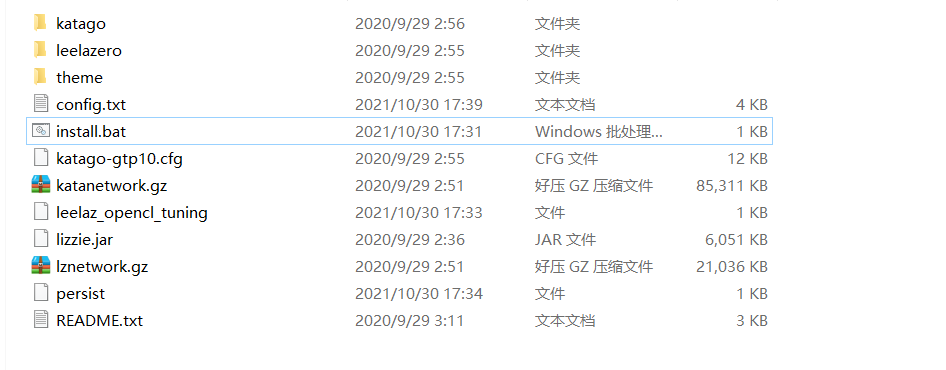 katago 2020/9/29 2:56 文件夹
leelazero 2020/9/29 2:55 文件夹
theme 2020/9/29 2:55 文件夹
config.txt 2021/10/30 17:39 文本文档 4 KB
install.bat 2021/10/30 17:31 Windows 批处理... 1 KB
katago-gtp10.cfg 2020/9/29 2:55 CFG 文件 12 KB
katanetwork.gz 2020/9/29 2:51 好压 GZ 压缩文件 85,311 KB
leelaz_opencl_tuning 2021/10/30 17:33 文件 1 KB
lizzie.jar 2020/9/29 2:36 JAR 文件 6,051 KB
lznetwork.gz 2020/9/29 2:51 好压 GZ 压缩文件 21,036 KB
persist 2021/10/30 17:34 文件 1 KB
README.txt 2020/9/29 3:11 文本文档 3 KB